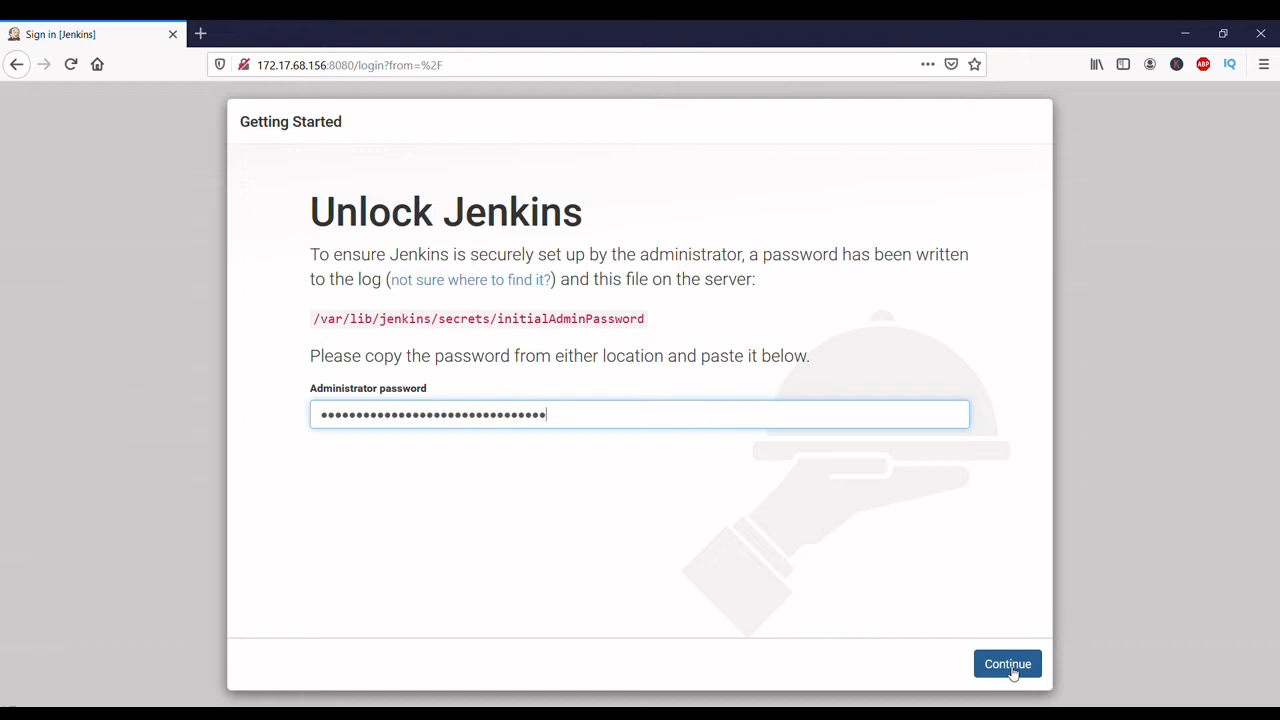 Sign in [Jenkins]
172.17.68.156:8080/login?from=%2F
ABP
IQ
Getting Started
Unlock Jenkins
To ensure Jenkins is securely set up by the administrator, a password has been written
to the log (not sure where to find it?) and this file on the server:
/var/lib/jenkins/secrets/initialAdminPassword
Please copy the password from either location and paste it below.
Administrator password
••••••••••••••••••••••••••••••••
Continue